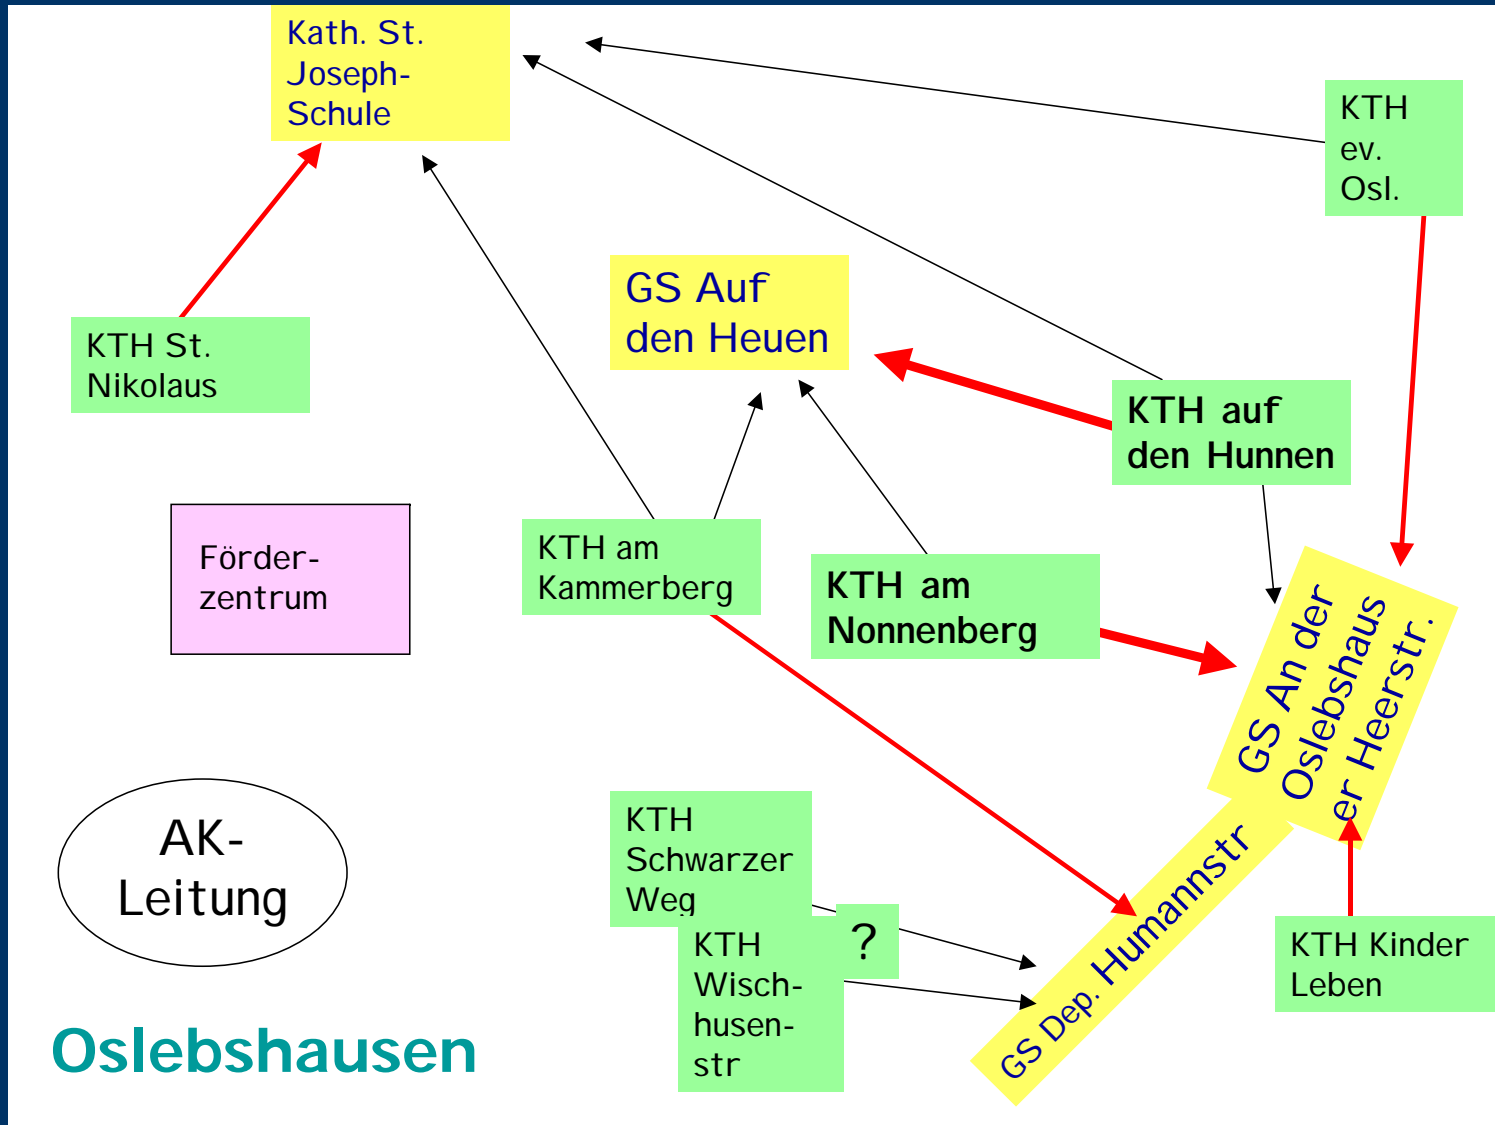 Kath. St.
Joseph-
Schule
KTH
ev.
Osl.
GS Auf
den Heuen
KTH St.
Nikolaus
KTH auf
den Hunnen
Förder-
zentrum
KTH am
Kammerberg
KTH am
Nonnenberg
GS An der
Oslebshaus
er Heerstr.
AK-
Leitung
KTH
Schwarzer
Weg
?
KTH
Wisch-
husen-
str
GS Dep. Humannstr
KTH Kinder
Leben
Oslebshausen